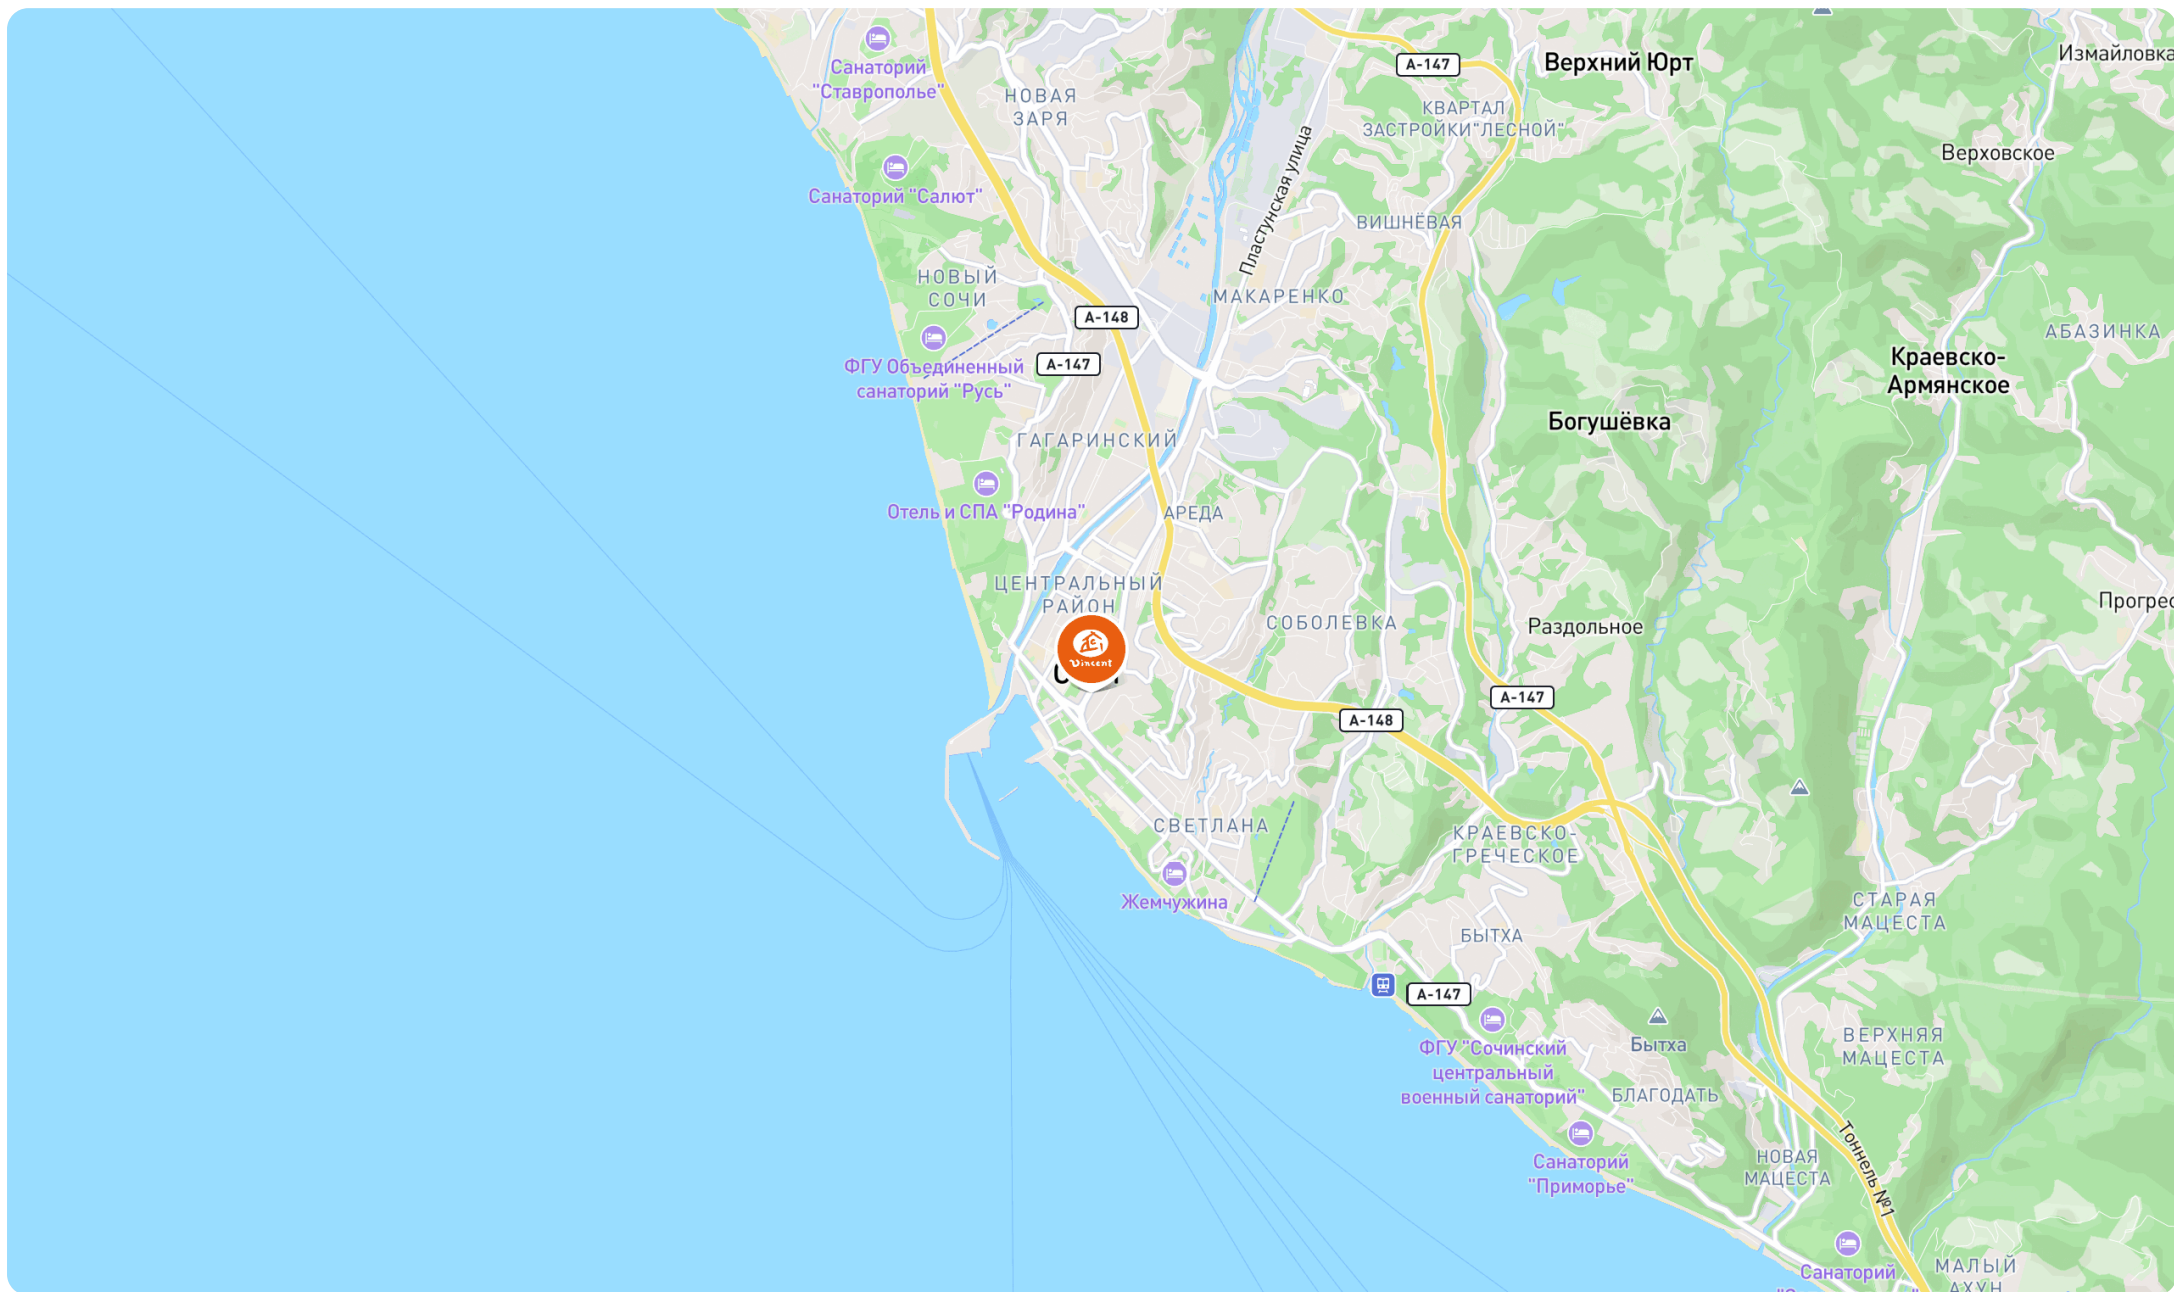 Верхний Юрт
Измайловка
Санаторий
"Ставрополье"
А-147
НОВАЯ
ЗАРЯ
КВАРТАЛ
ЗАСТРОЙКИ"ЛЕСНОЙ"
Верховское
Санаторий "Салют"
Пластунская улица
ВИШНЁВАЯ
НОВЫЙ
СОЧИ
МАКАРЕНКО
А-148
АБАЗИНКА
ФГУ Объединенный
санаторий "Русь"
А-147
Краевско-
Армянское
Богушёвка
ГАГАРИНСКИЙ
Отель и СПА "Родина"
АРЕДА
ЦЕНТРАЛЬНЫЙ
РАЙОН
Прогрес
СОБОЛЕВКА
Раздольное
Vincent
А-147
А-148
СВЕТЛАНА
КРАЕВСКО-
ГРЕЧЕСКОЕ
Жемчужина
СТАРАЯ
МАЦЕСТА
БЫТХА
А-147
ФГУ "Сочинский
центральный
военный санаторий"
Бытха
ВЕРХНЯЯ
МАЦЕСТА
БЛАГОДАТЬ
Санаторий
"Приморье"
НОВАЯ
МАЦЕСТА
Тоннель №1
Санаторий
МАЛЫЙ
АХУН